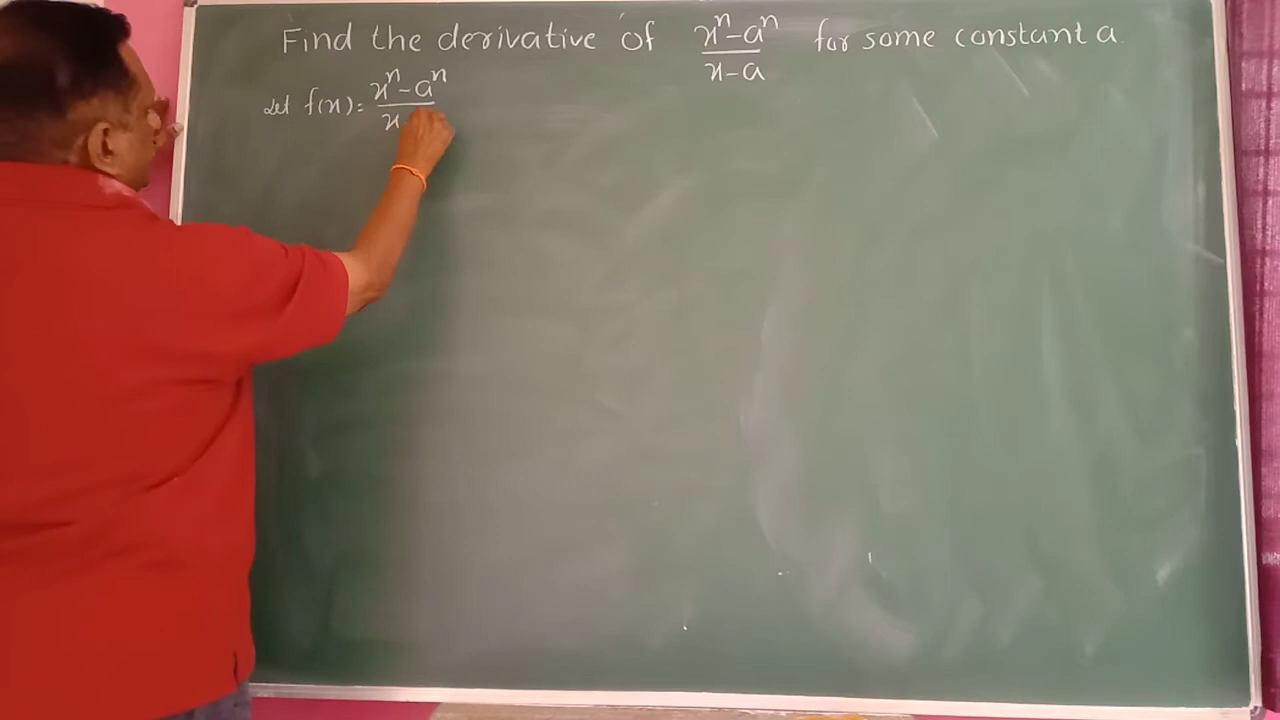 Find the derivative of xⁿ-aⁿ/x-a for some constant a
Let f(x) = xⁿ-aⁿ/x